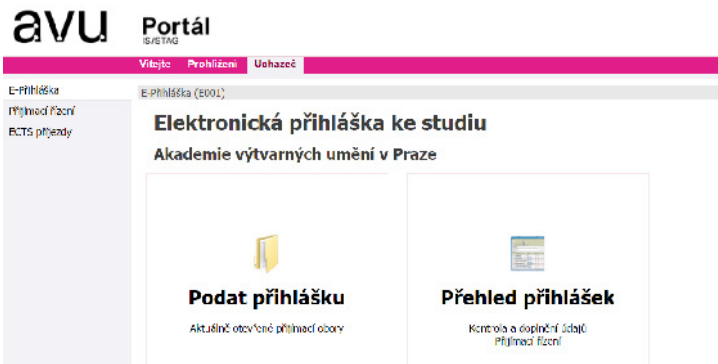 avu Portál
IS/STAG
Vítejte Prohlížení Uchazeč
E-Přihláška
Přijímací řízení
ECTS příjezdy
E-Přihláška (E001)
Elektronická přihláška ke studiu
Akademie výtvarných umění v Praze
Podat přihlášku
Aktuálně otevřené přijímací obory
Přehled přihlášek
Kontrola a doplnění údajů
Přijímací řízení